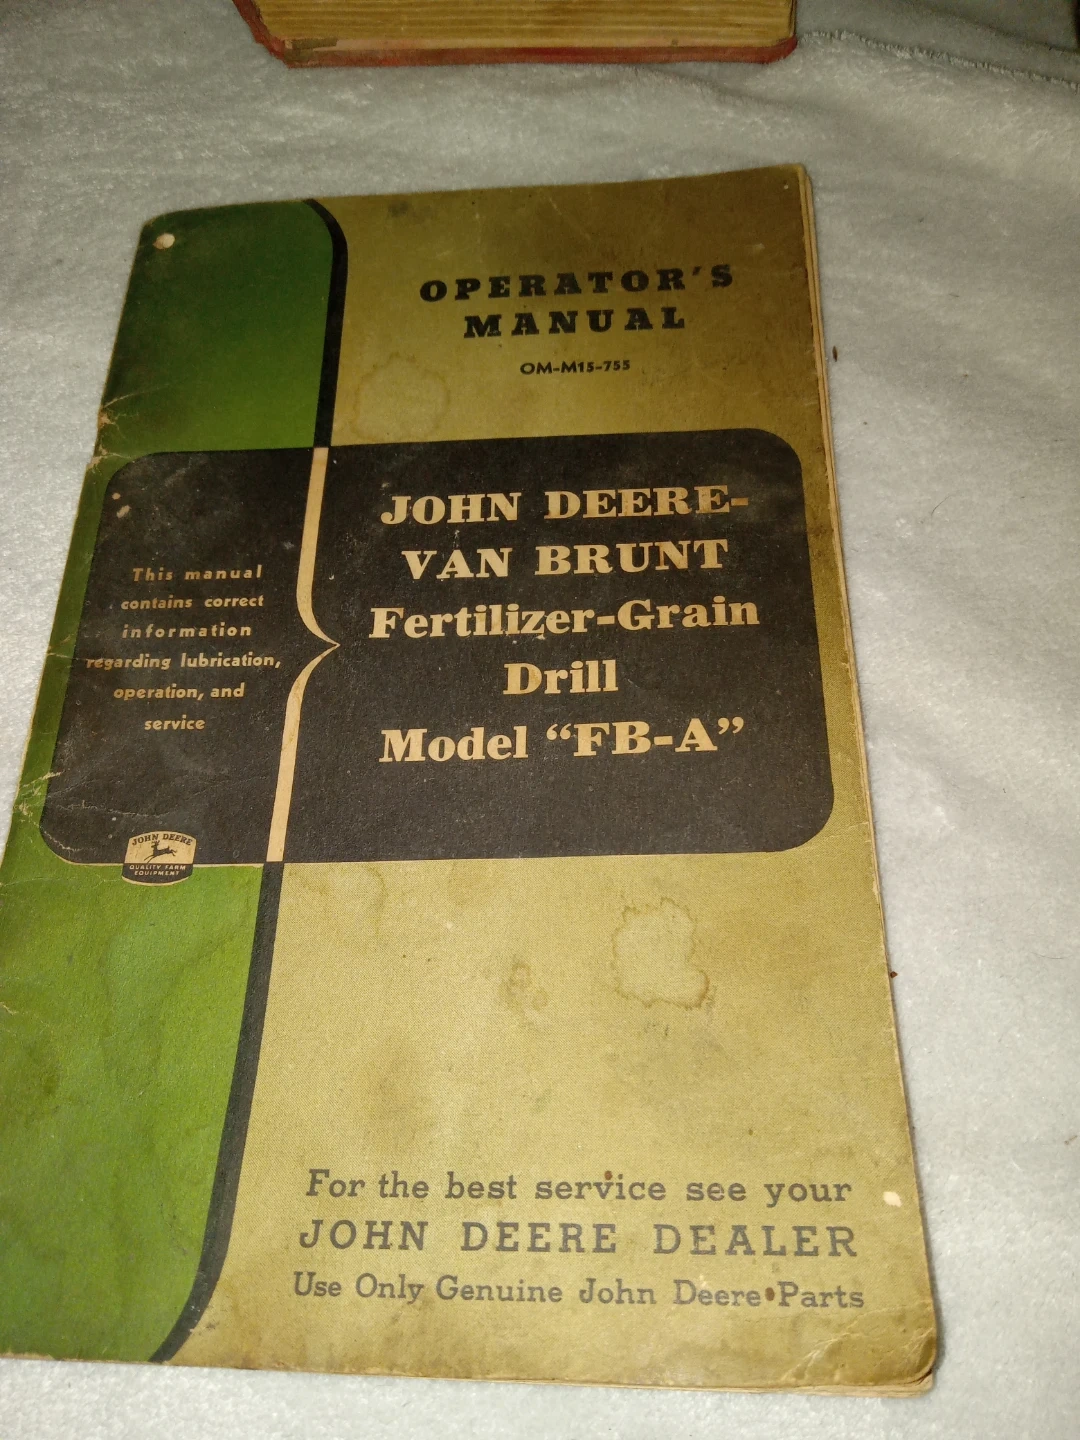 OPERATOR'S
MANUAL
OM-M15-755
JOHN DEERE-
VAN BRUNT
Fertilizer-Grain
Drill
Model “FB-A”
This manual
contains correct
information
regarding lubrication,
operation, and
service
JOHN DEERE
QUALITY FARM
EQUIPMENT
For the best service see your
JOHN DEERE DEALER
Use Only Genuine John Deere Parts